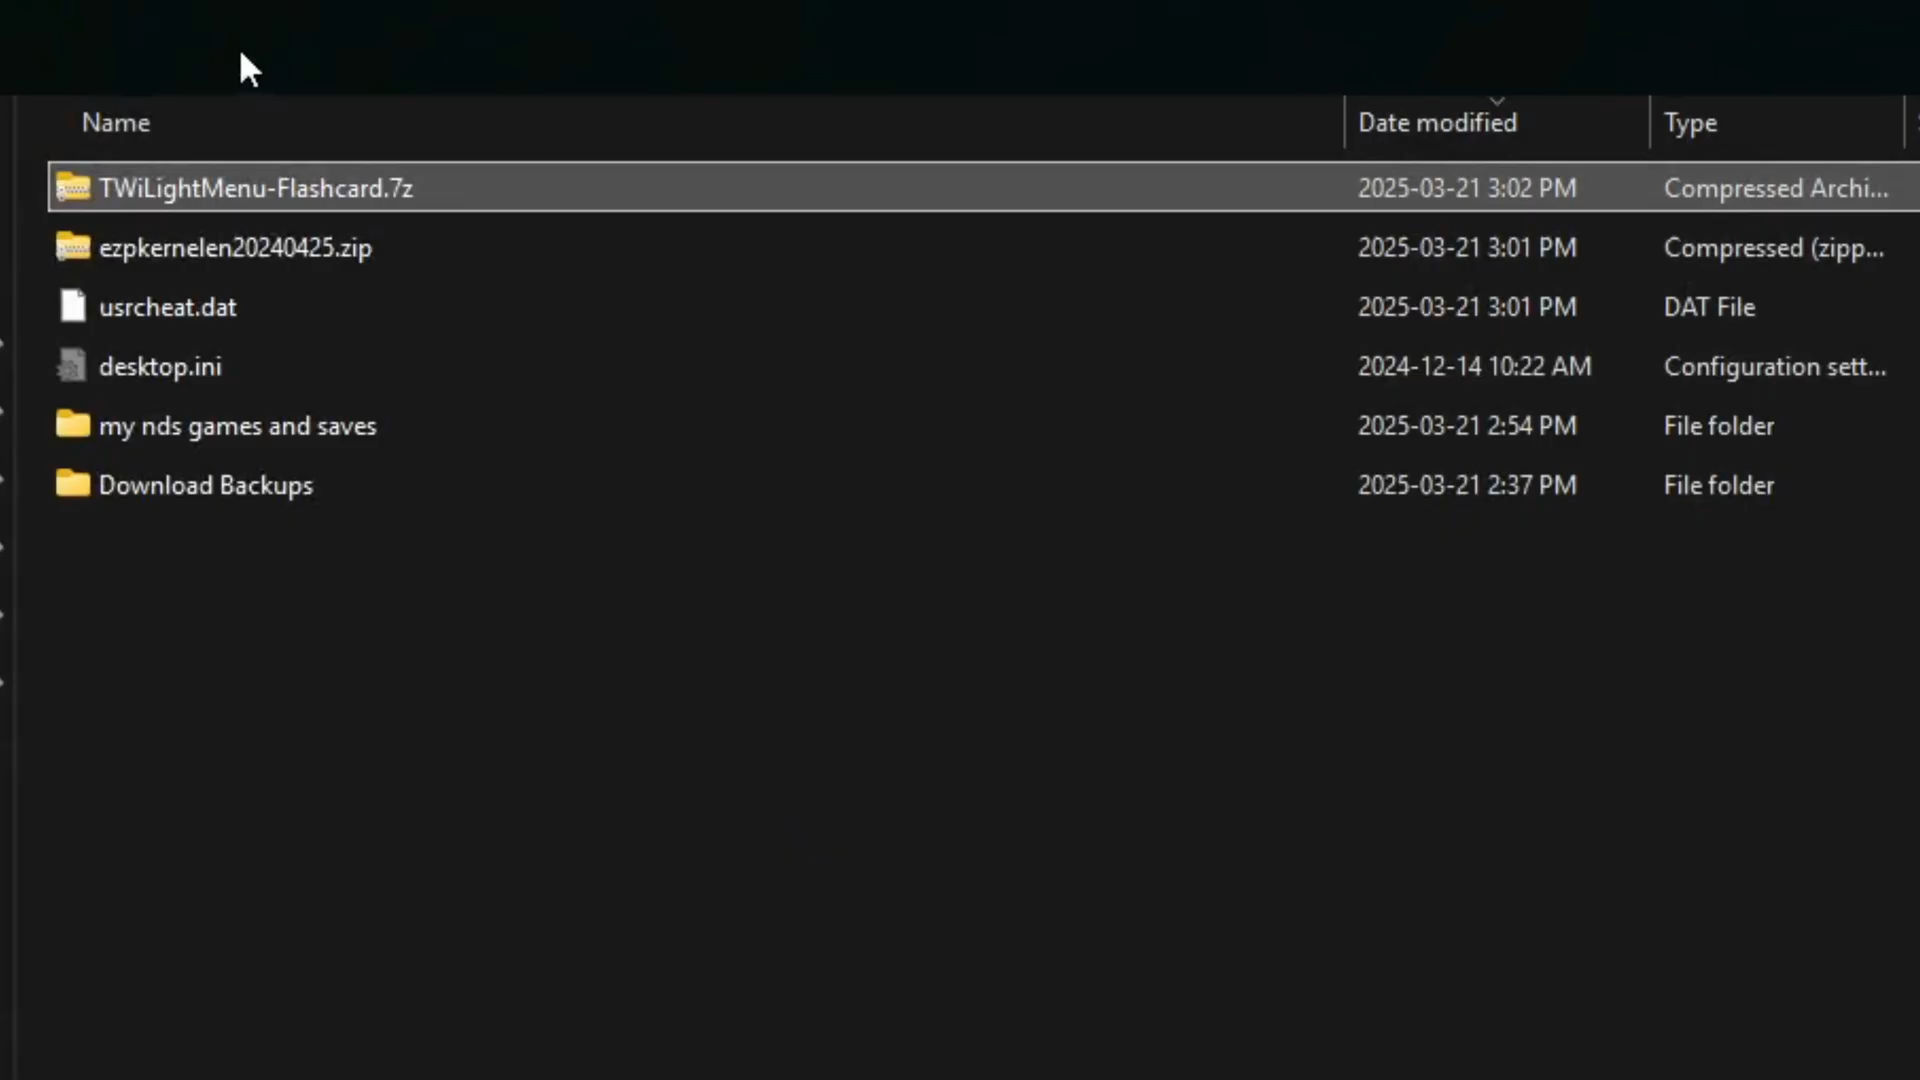 Name Date modified Type
TWiLightMenu-Flashcard.7z 2025-03-21 3:02 PM Compressed Archi...
ezpkernelen20240425.zip 2025-03-21 3:01 PM Compressed (zipp...
usrcheat.dat 2025-03-21 3:01 PM DAT File
desktop.ini 2024-12-14 10:22 AM Configuration sett...
my nds games and saves 2025-03-21 2:54 PM File folder
Download Backups 2025-03-21 2:37 PM File folder